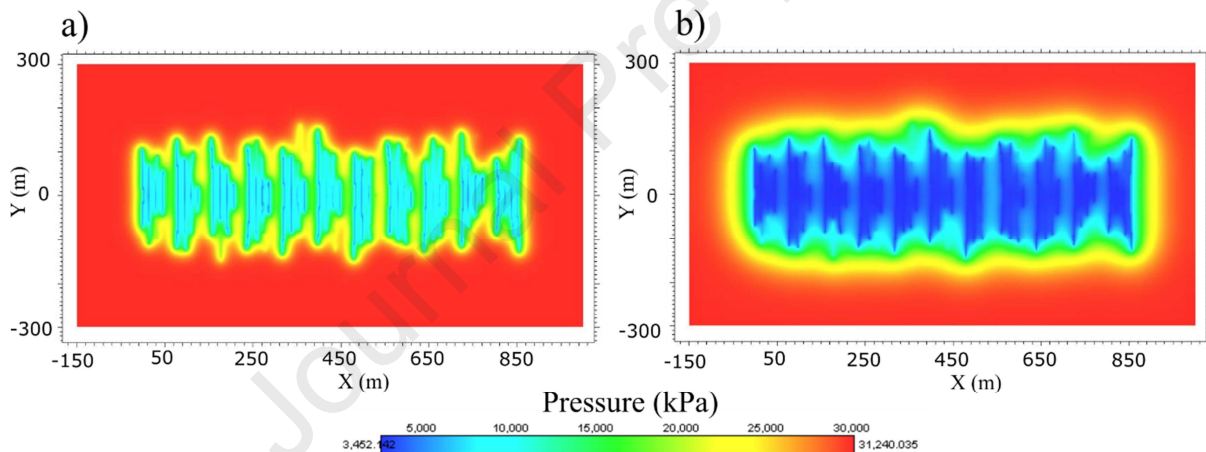 Journal Pre
a)
b)
300
0
-300
Y (m)
-150 50 250 450 650 850
X (m)
300
0
-300
Y (m)
-150 50 250 450 650 850
X (m)
Pressure (kPa)
5,000 10,000 15,000 20,000 25,000 30,000
3,452.142 31,240.035